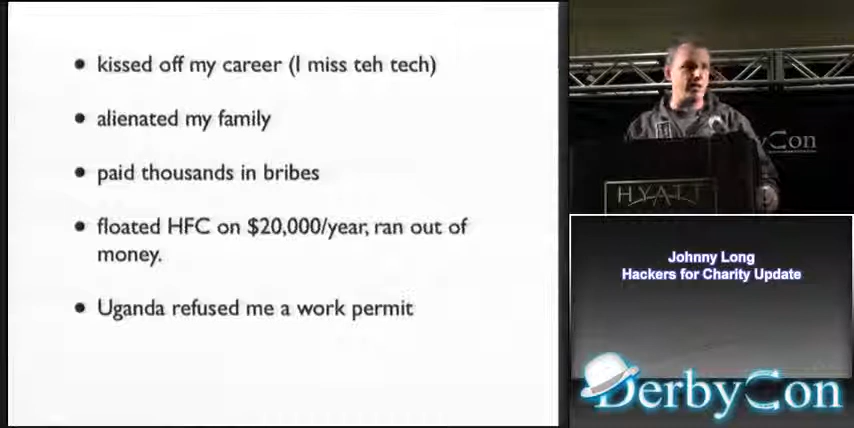 • kissed off my career (I miss teh tech)
• alienated my family
• paid thousands in bribes
• floated HFC on $20,000/year, ran out of
money.
• Uganda refused me a work permit
byCon
HYATT
Johnny Long
Hackers for Charity Update
DerbyCon